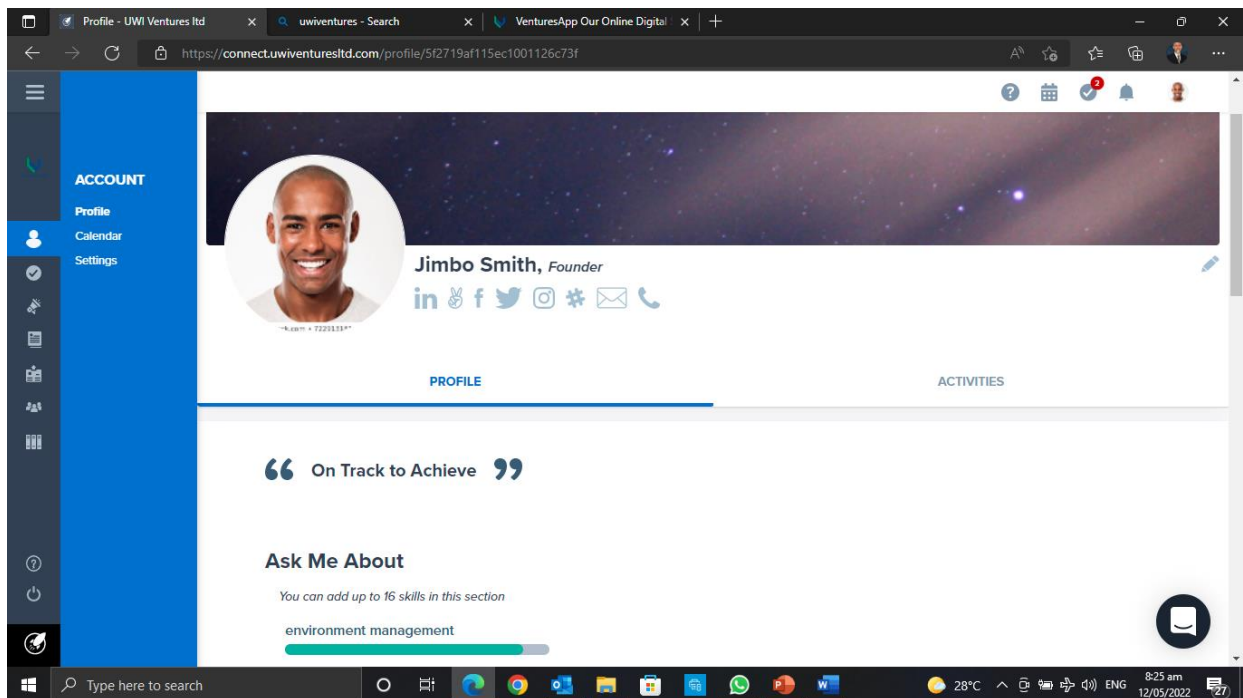 Profile - UWI Ventures ltd
uwiventures - Search
VenturesApp Our Online Digital
https://connect.uwiventuresltd.com/profile/5f2719af115ec1001126c73f
2
ACCOUNT
Profile
Calendar
Settings
Jimbo Smith, Founder
PROFILE
ACTIVITIES
“ On Track to Achieve ”
Ask Me About
You can add up to 16 skills in this section
environment management
Type here to search
28°C
ENG
8:25 am
12/05/2022
27